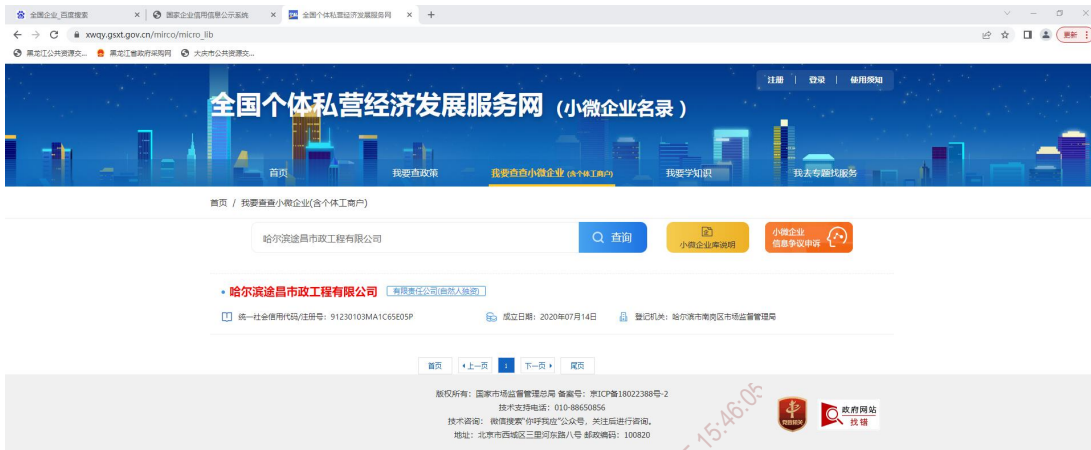 全国企业_百度搜索
国家企业信用信息公示系统
全国个体私营经济发展服务网
xwqy.gsxt.gov.cn/mirco/micro_lib
更新
黑龙江公共资源交...
黑龙江省政府采购网
大庆市公共资源交...
注册 | 登录 | 使用须知
全国个体私营经济发展服务网 (小微企业名录 )
首页
我要查政策
我要查查小微企业 (含个体工商户)
我要学知识
我去专题找服务
首页 / 我要查查小微企业(含个体工商户)
哈尔滨途昌市政工程有限公司
查询
小微企业库说明
小微企业
信息争议申诉
哈尔滨途昌市政工程有限公司
有限责任公司(自然人独资)
统一社会信用代码/注册号：91230103MA1C65E05P
成立日期：2020年07月14日
登记机关：哈尔滨市南岗区市场监督管理局
首页
上一页
1
下一页
尾页
版权所有：国家市场监督管理总局 备案号：京ICP备18022388号-2
技术支持电话：010-88650856
技术咨询： 微信搜索"你呼我应"公众号，关注后进行咨询。
地址：北京市西城区三里河东路八号 邮政编码：100820
15:46:05
党政机关
政府网站
找错